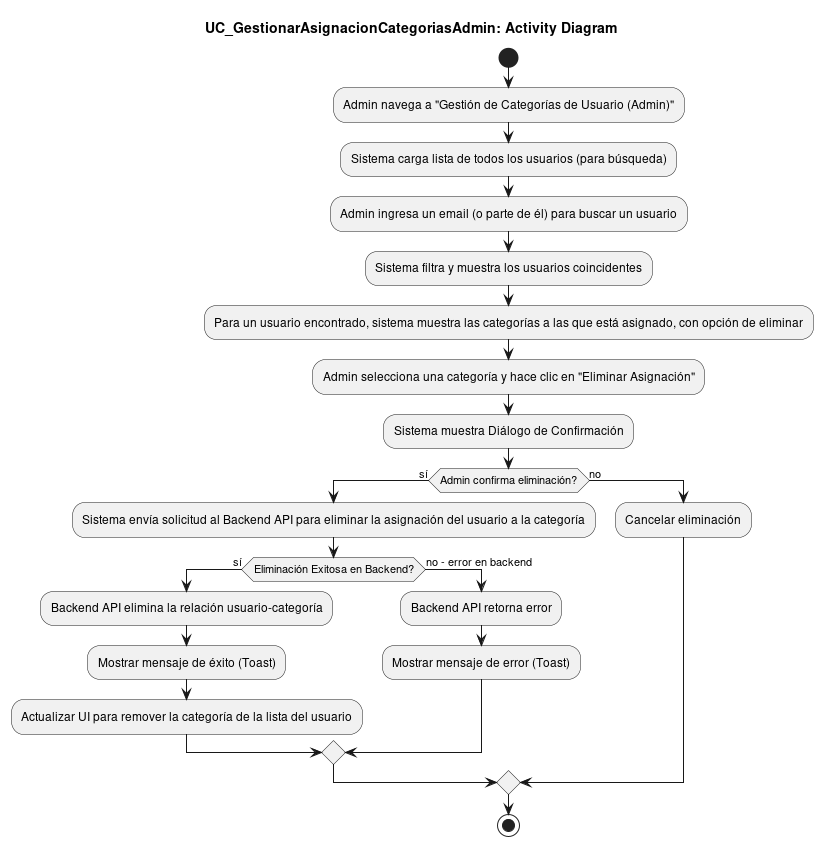 UC_GestionarAsignacionCategoriasAdmin: Activity Diagram
Admin navega a "Gestión de Categorías de Usuario (Admin)"
Sistema carga lista de todos los usuarios (para búsqueda)
Admin ingresa un email (o parte de él) para buscar un usuario
Sistema filtra y muestra los usuarios coincidentes
Para un usuario encontrado, sistema muestra las categorías a las que está asignado, con opción de eliminar
Admin selecciona una categoría y hace clic en "Eliminar Asignación"
Sistema muestra Diálogo de Confirmación
sí
Admin confirma eliminación?
no
Sistema envía solicitud al Backend API para eliminar la asignación del usuario a la categoría
Cancelar eliminación
sí
Eliminación Exitosa en Backend?
no - error en backend
Backend API elimina la relación usuario-categoría
Backend API retorna error
Mostrar mensaje de éxito (Toast)
Mostrar mensaje de error (Toast)
Actualizar UI para remover la categoría de la lista del usuario